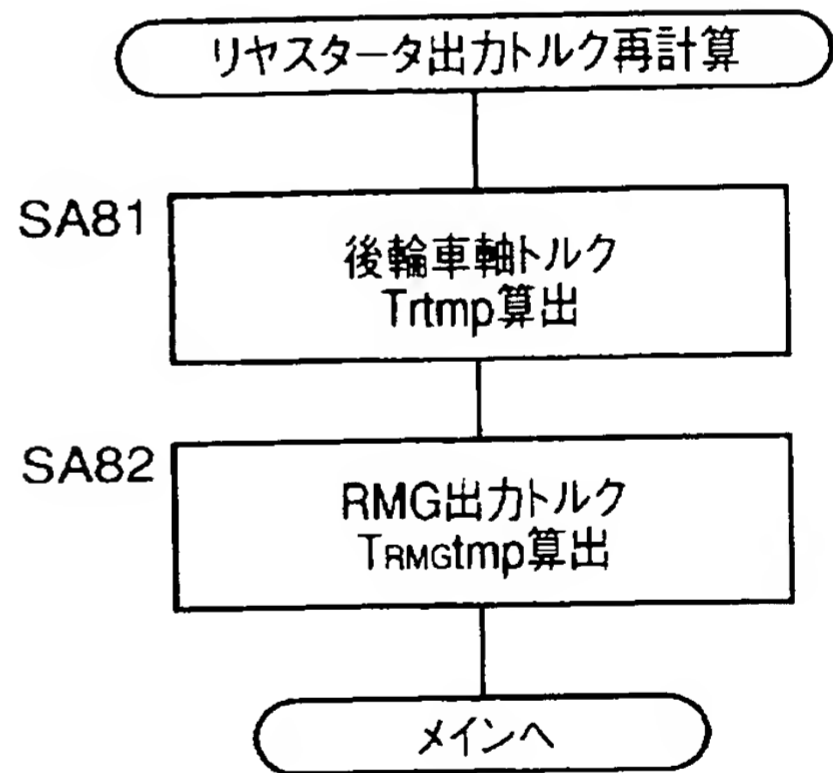 リヤスタータ出力トルク再計算
SA81
後輪車軸トルク
Trtmp算出
SA82
RMG出力トルク
TRMGtmp算出
メインへ